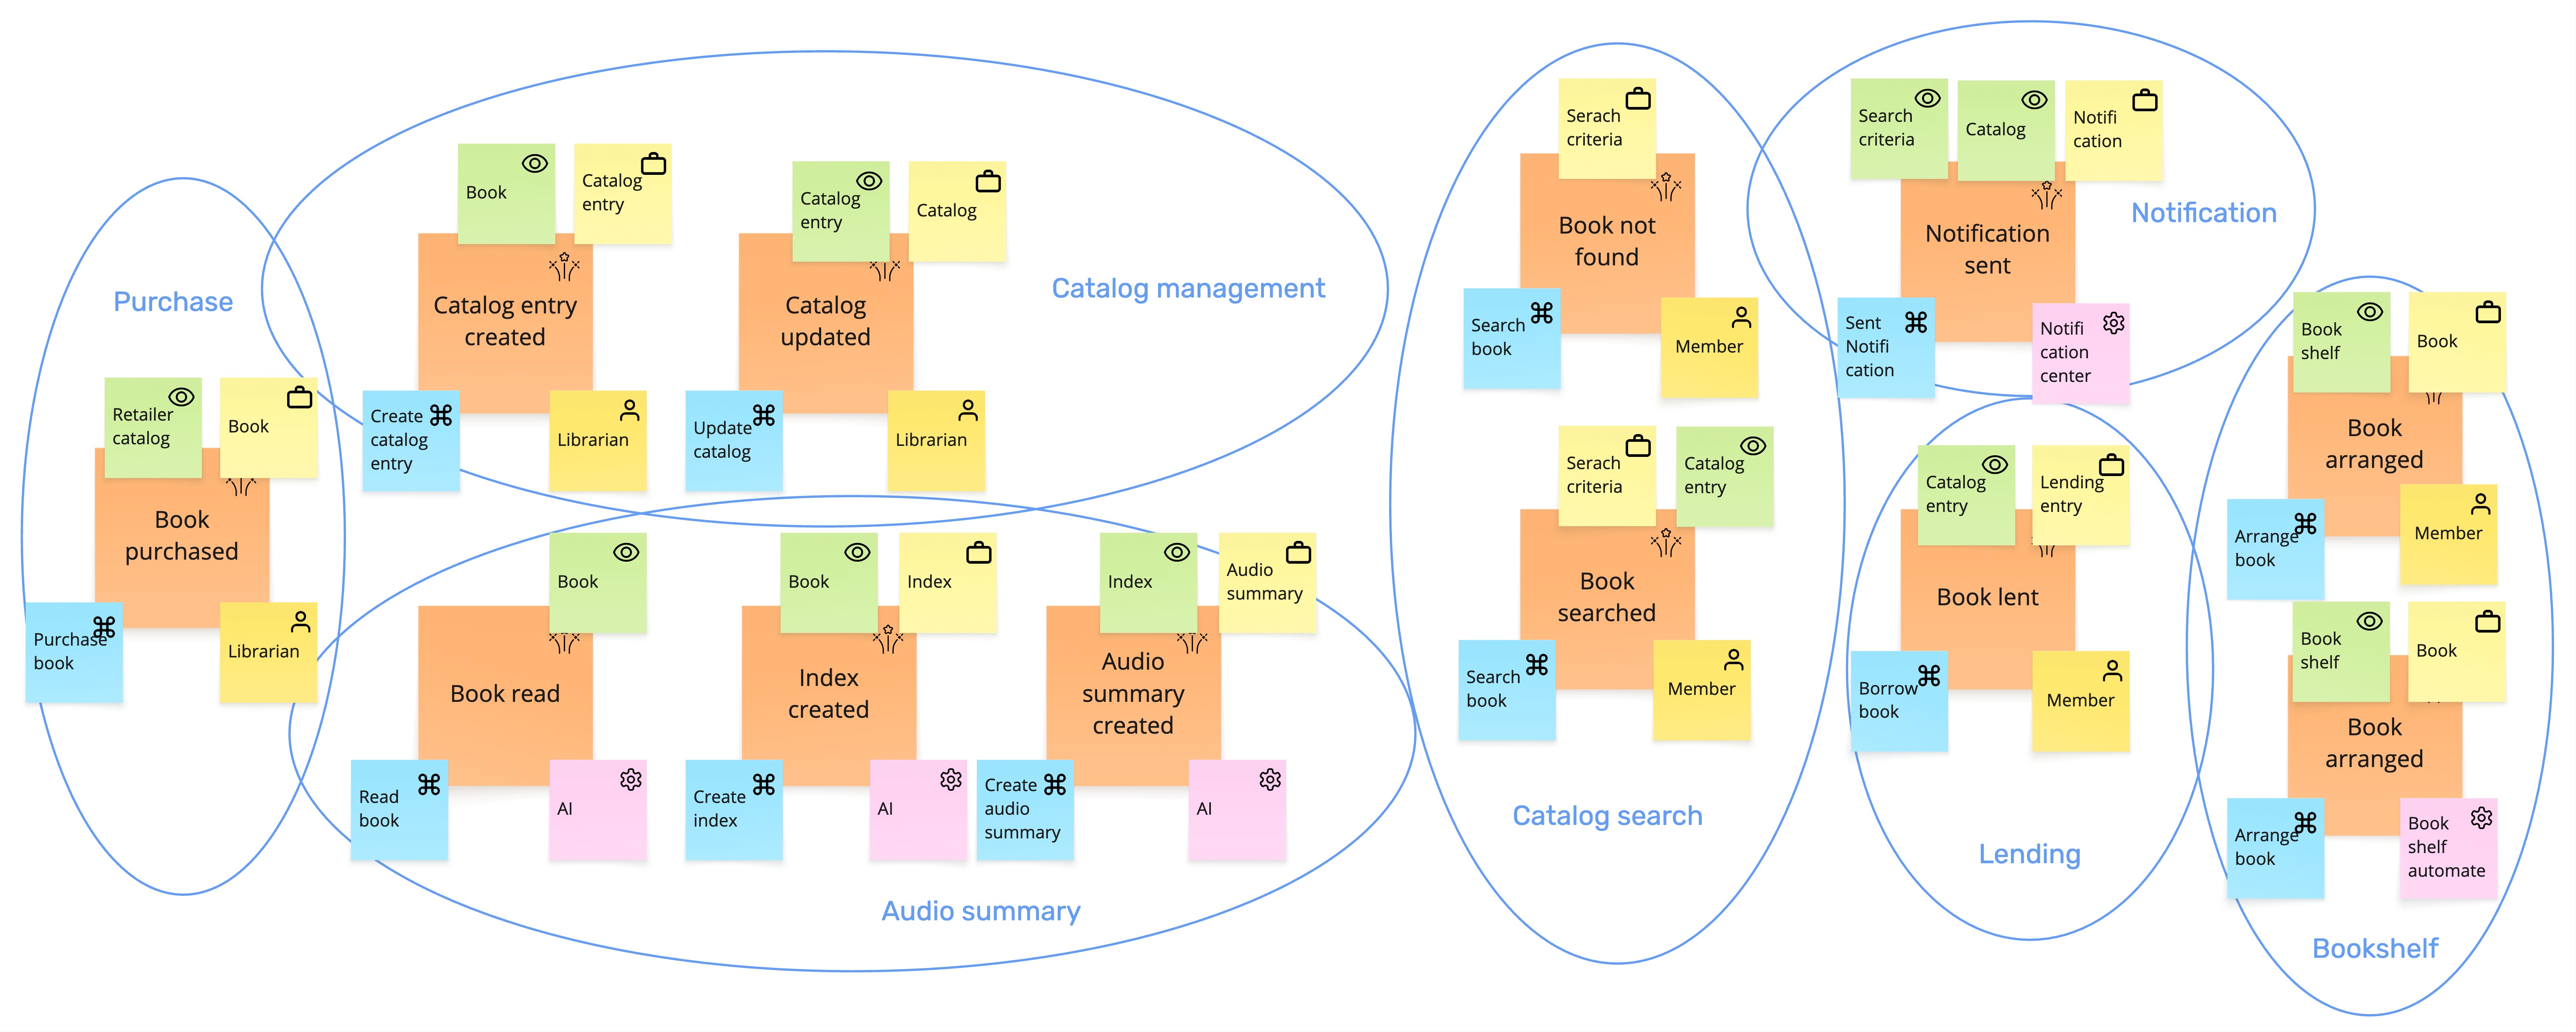 Purchase
Retailer
catalog
Book
Book
purchased
Purchase
book
Librarian
Catalog management
Book
Catalog
entry
Catalog entry
created
Create
catalog
entry
Librarian
Catalog
entry
Catalog
Catalog
updated
Update
catalog
Librarian
Book
Book read
Read
book
AI
Book
Index
Index
created
Create
index
AI
Index
Audio
summary
Audio
summary
created
Create
audio
summary
AI
Audio summary
Serach
criteria
Book not
found
Search
book
Member
Serach
criteria
Catalog
entry
Book
searched
Search
book
Member
Catalog search
Search
criteria
Catalog
Notifi
cation
Notification
sent
Notification
Sent
Notifi
cation
Notifi
cation
center
Catalog
entry
Lending
entry
Book lent
Borrow
book
Member
Lending
Book
shelf
Book
Book
arranged
Arrange
book
Member
Book
shelf
Book
Book
arranged
Arrange
book
Book
shelf
automate
Bookshelf